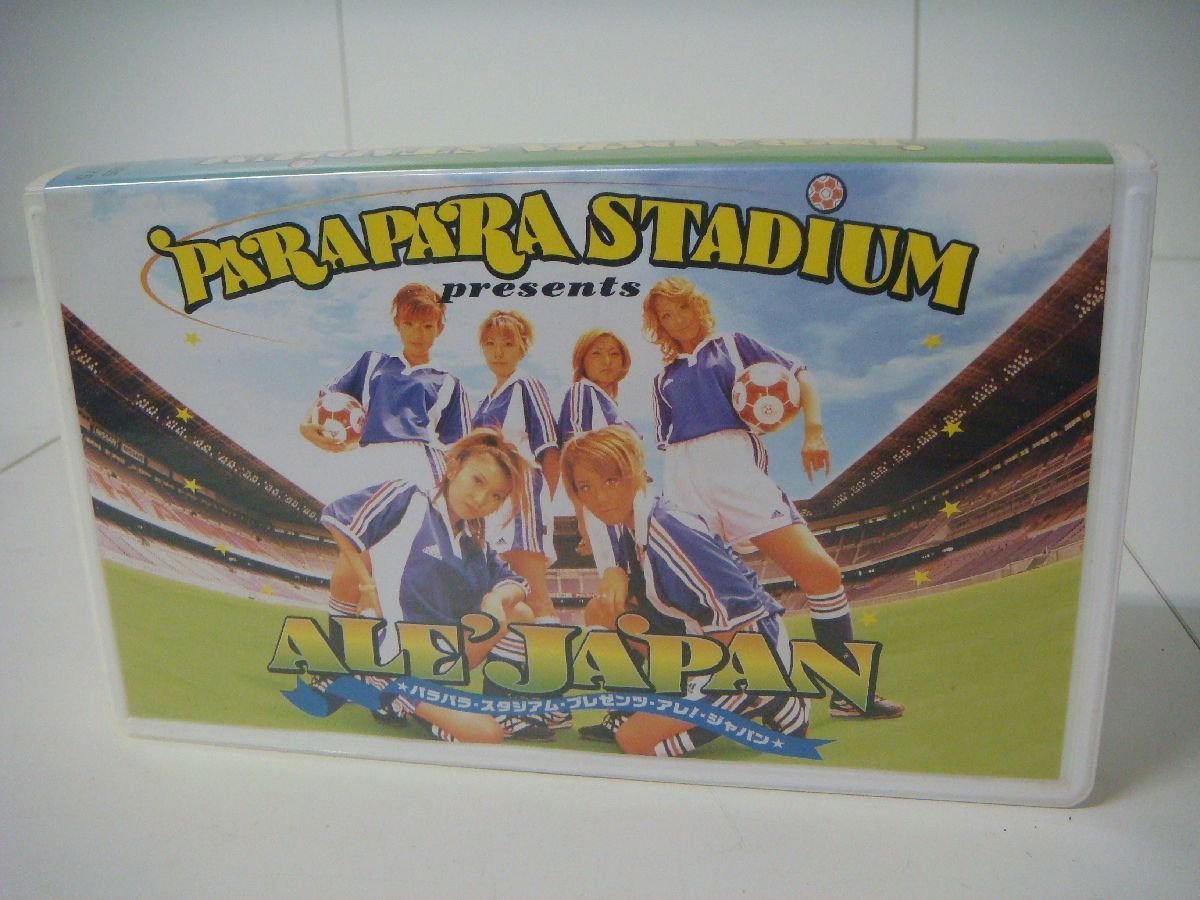 PARAPARA STADIUM
presents
ALE' JAPAN
★パラパラ・スタジアム・プレゼンツ・アレ!・ジャパン★